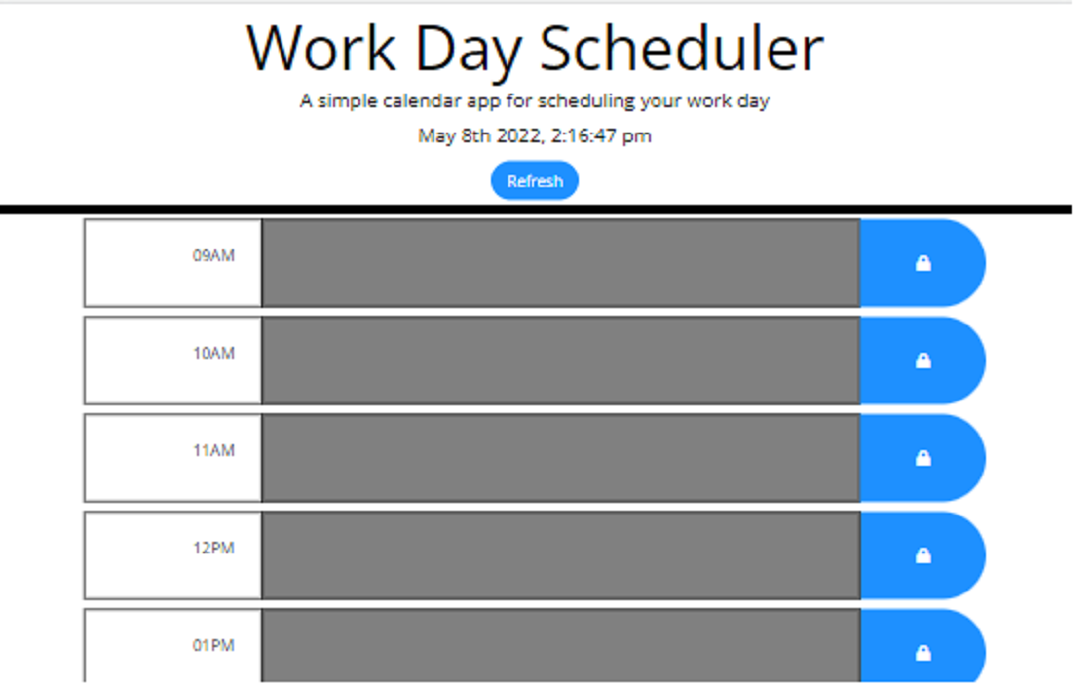 Work Day Scheduler
A simple calendar app for scheduling your work day
May 8th 2022, 2:16:47 pm
Refresh
09AM
10AM
11AM
12PM
01PM